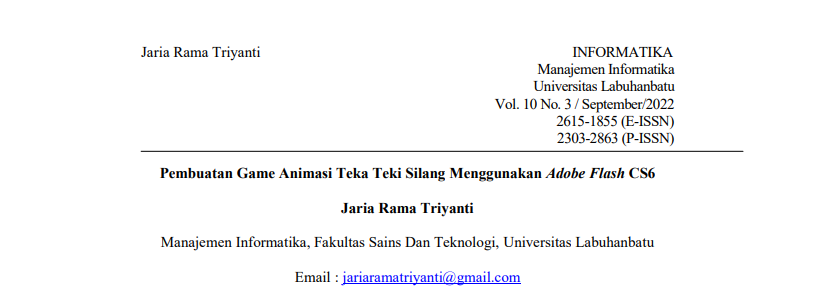 Jaria Rama Triyanti INFORMATIKA
Manajemen Informatika
Universitas Labuhanbatu
Vol. 10 No. 3 / September/2022
2615-1855 (E-ISSN)
2303-2863 (P-ISSN)
Pembuatan Game Animasi Teka Teki Silang Menggunakan Adobe Flash CS6
Jaria Rama Triyanti
Manajemen Informatika, Fakultas Sains Dan Teknologi, Universitas Labuhanbatu
Email : jariaramatriyanti@gmail.com